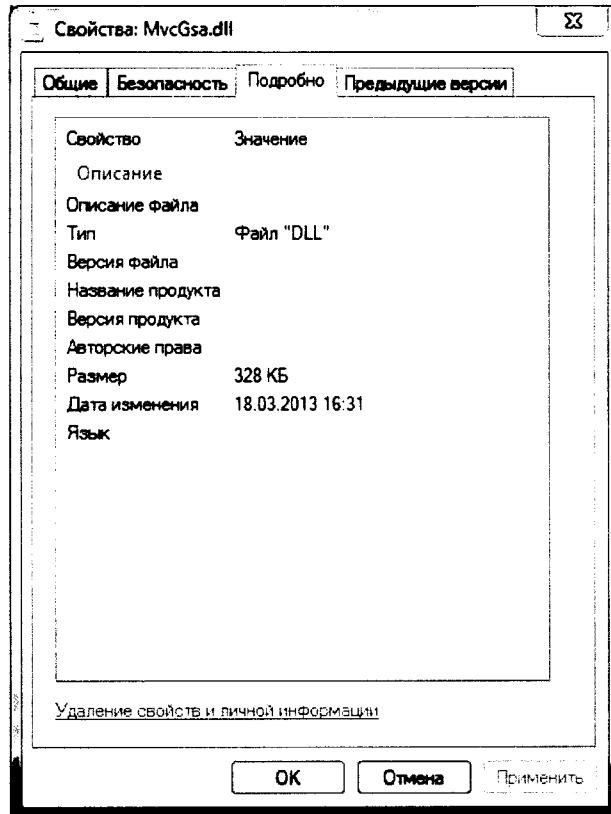 Свойства: MvcGsa.dll
Общие Безопасность Подробно Предыдущие версии
Свойство Значение
Описание
Описание файла
Тип Файл "DLL"
Версия файла
Название продукта
Версия продукта
Авторские права
Размер 328 КБ
Дата изменения 18.03.2013 16:31
Язык
Удаление свойств и личной информации
ОК Отмена Применить